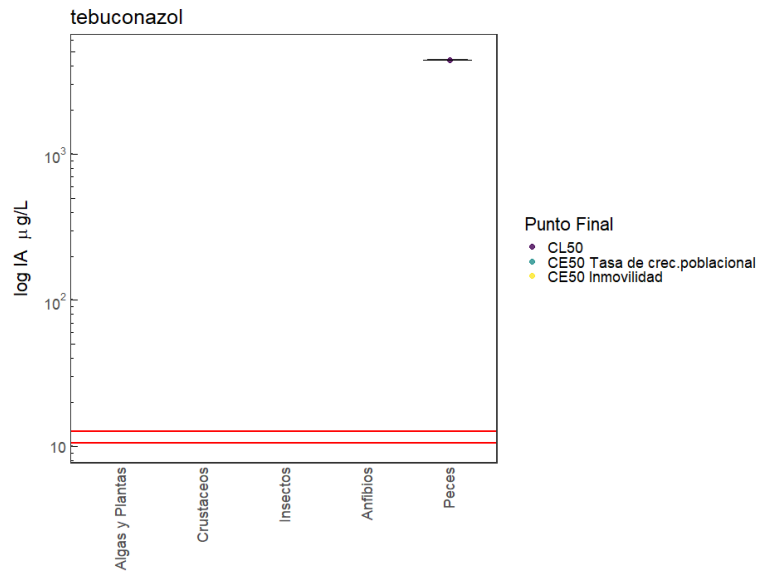 tebuconazol
log IA μ g/L
10³
10²
10
Algas y Plantas
Crustaceos
Insectos
Anfibios
Peces
Punto Final
CL50
CE50 Tasa de crec.poblacional
CE50 Inmovilidad